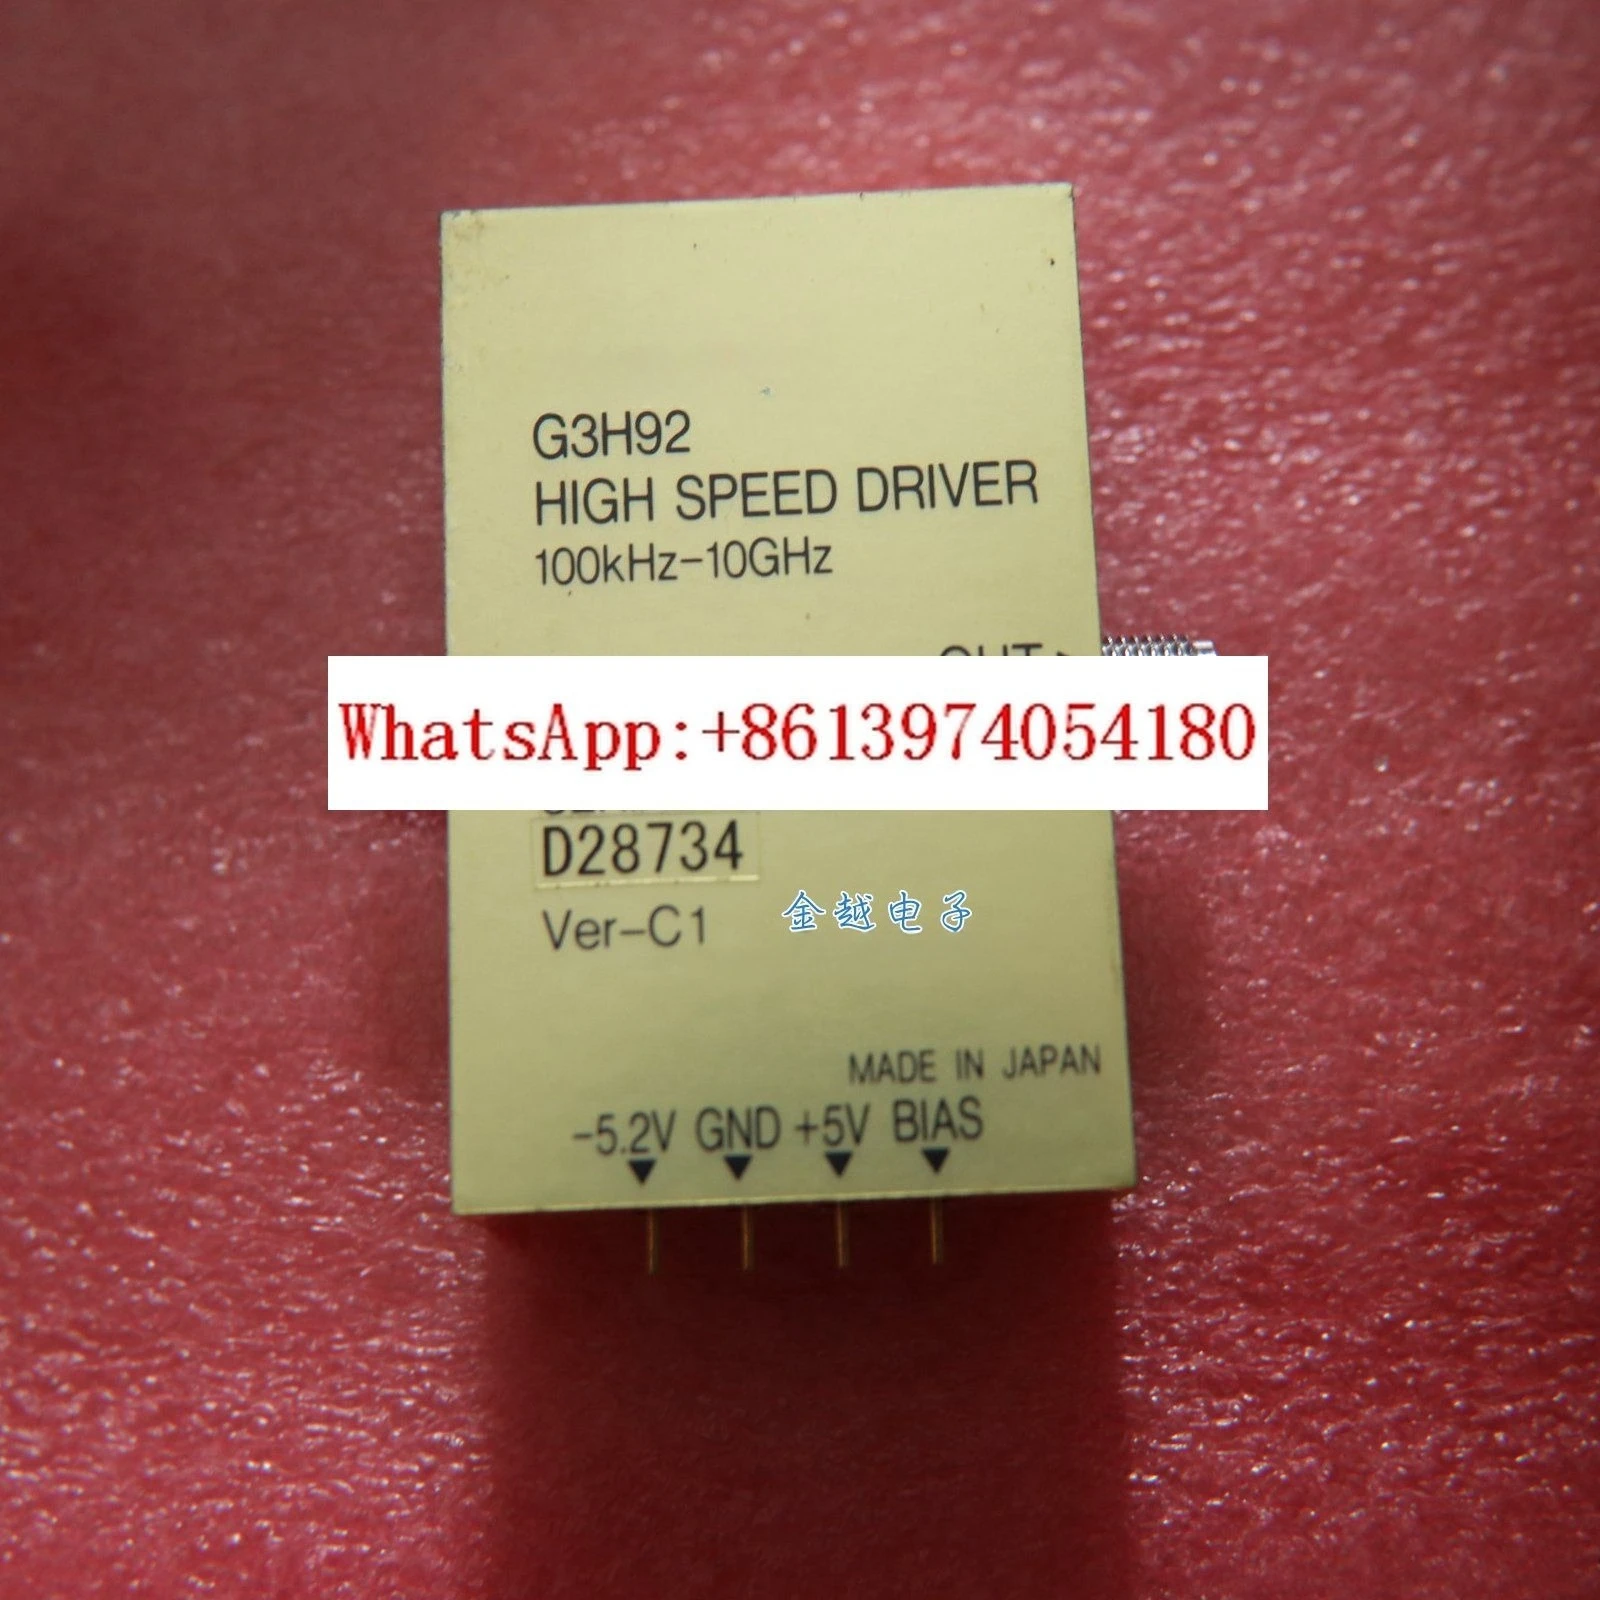 G3H92
HIGH SPEED DRIVER
100kHz-10GHz
OUT
WhatsApp:+8613974054180
D28734
Ver-C1
金越电子
MADE IN JAPAN
-5.2V GND +5V BIAS